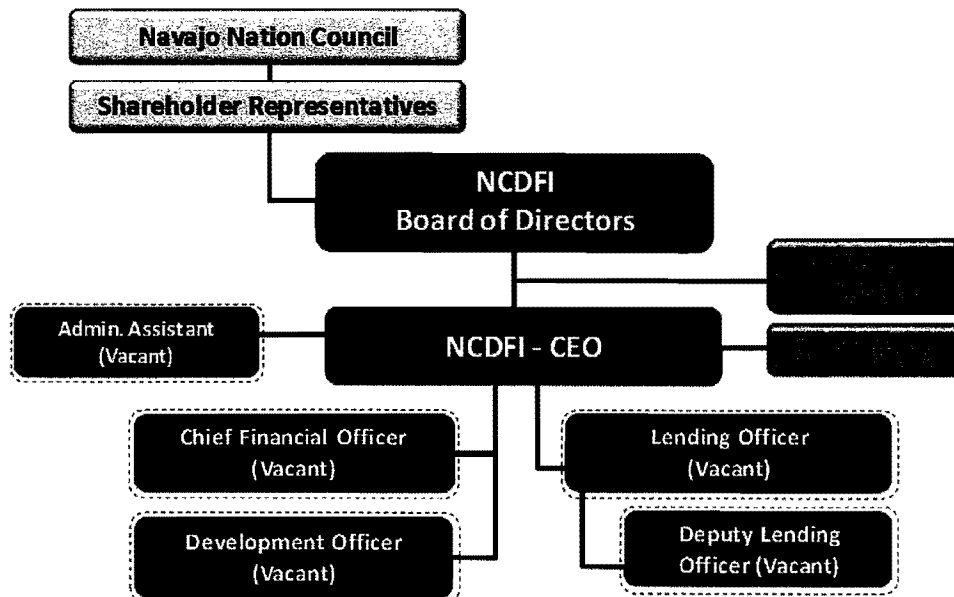 Navajo Nation Council
Shareholder Representatives
NCDFI
Board of Directors
Admin. Assistant
(Vacant)
NCDFI - CEO
Chief Financial Officer
(Vacant)
Lending Officer
(Vacant)
Development Officer
(Vacant)
Deputy Lending
Officer (Vacant)